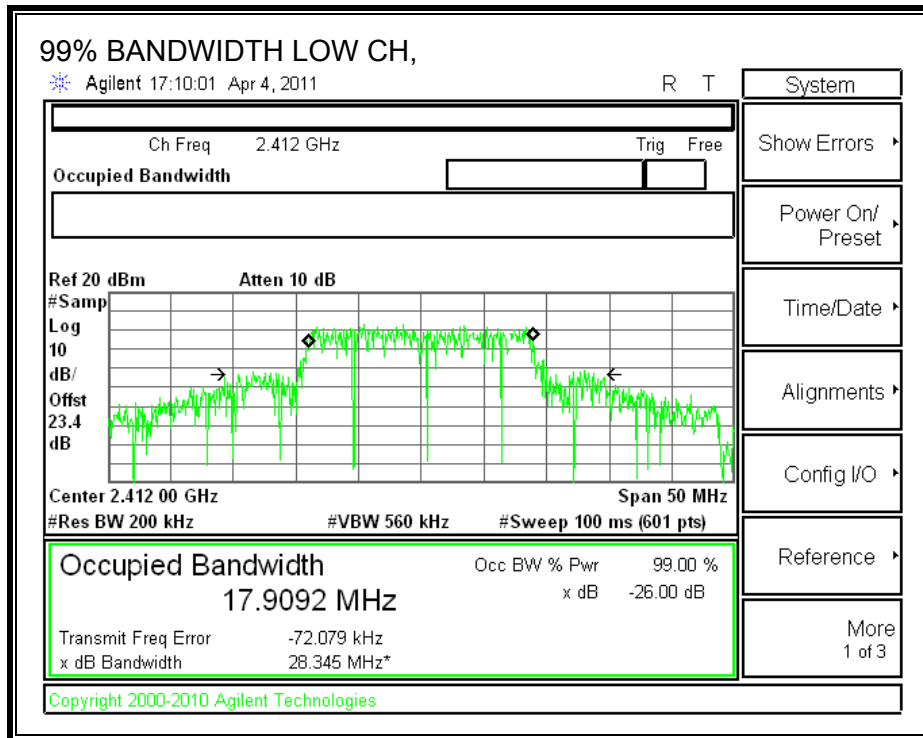 99% BANDWIDTH LOW CH,
Agilent 17:10:01 Apr 4, 2011 R T
Ch Freq 2.412 GHz Trig Free
Occupied Bandwidth
Ref 20 dBm Atten 10 dB
#Samp
Log
10
dB/
Offst
23.4
dB
Center 2.412 00 GHz Span 50 MHz
#Res BW 200 kHz #VBW 560 kHz #Sweep 100 ms (601 pts)
Occupied Bandwidth
17.9092 MHz
Occ BW % Pwr 99.00 %
x dB -26.00 dB
Transmit Freq Error -72.079 kHz
x dB Bandwidth 28.345 MHz*
Copyright 2000-2010 Agilent Technologies
System
Show Errors
Power On/
Preset
Time/Date
Alignments
Config I/O
Reference
More
1 of 3